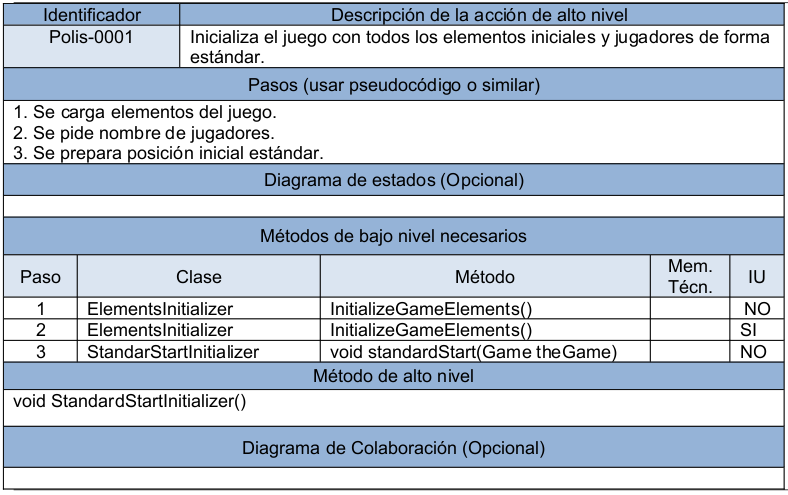 Identificador Descripción de la acción de alto nivel
Polis-0001 Inicializa el juego con todos los elementos iniciales y jugadores de forma
estándar.
Pasos (usar pseudocódigo o similar)
1. Se carga elementos del juego.
2. Se pide nombre de jugadores.
3. Se prepara posición inicial estándar.
Diagrama de estados (Opcional)
Métodos de bajo nivel necesarios
Paso Clase Método Mem. Técn. IU
1 ElementsInitializer InitializeGameElements() NO
2 ElementsInitializer InitializeGameElements() SI
3 StandarStartInitializer void standardStart(Game theGame) NO
Método de alto nivel
void StandardStartInitializer()
Diagrama de Colaboración (Opcional)